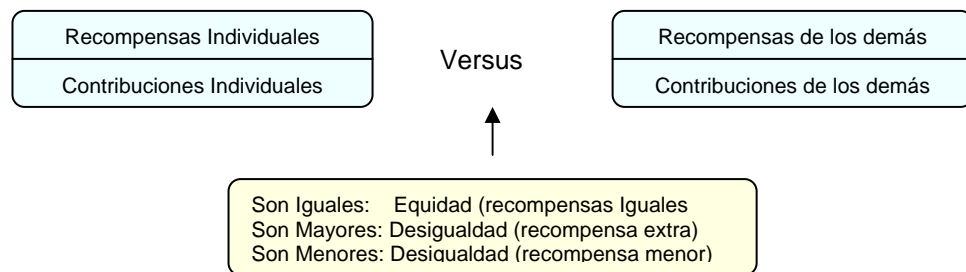 Recompensas Individuales
Contribuciones Individuales
Versus
Recompensas de los demás
Contribuciones de los demás
Son Iguales: Equidad (recompensas Iguales
Son Mayores: Desigualdad (recompensa extra)
Son Menores: Desigualdad (recompensa menor)